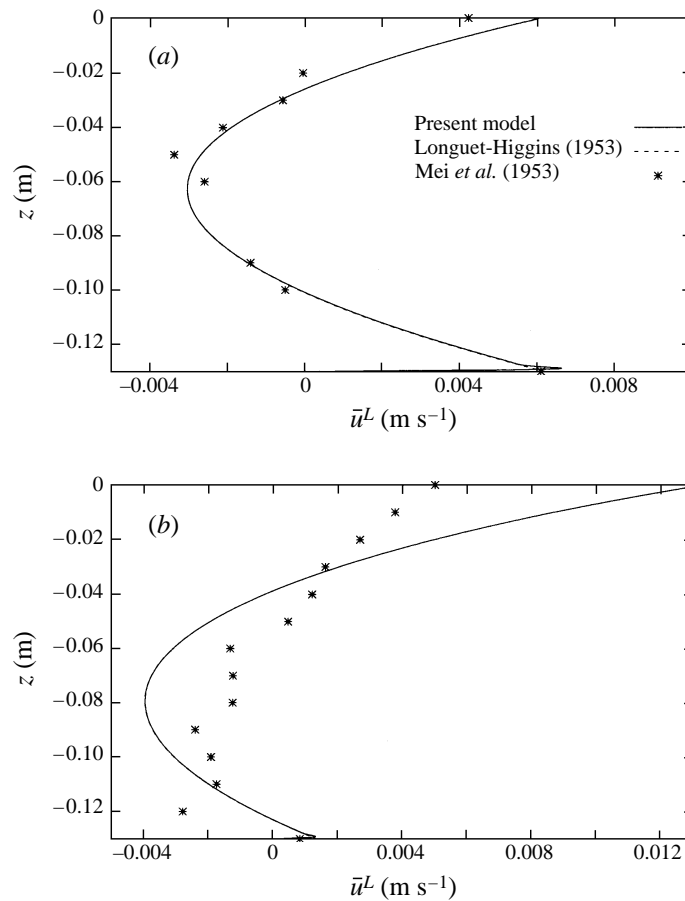 0
(a)
–0.02
–0.04
Present model
Longuet-Higgins (1953)
Mei et al. (1953)
z (m)
–0.06
–0.08
–0.10
–0.12
–0.004
0
0.004
0.008
ū^L (m s⁻¹)
0
(b)
–0.02
–0.04
z (m)
–0.06
–0.08
–0.10
–0.12
–0.004
0
0.004
0.008
0.012
ū^L (m s⁻¹)